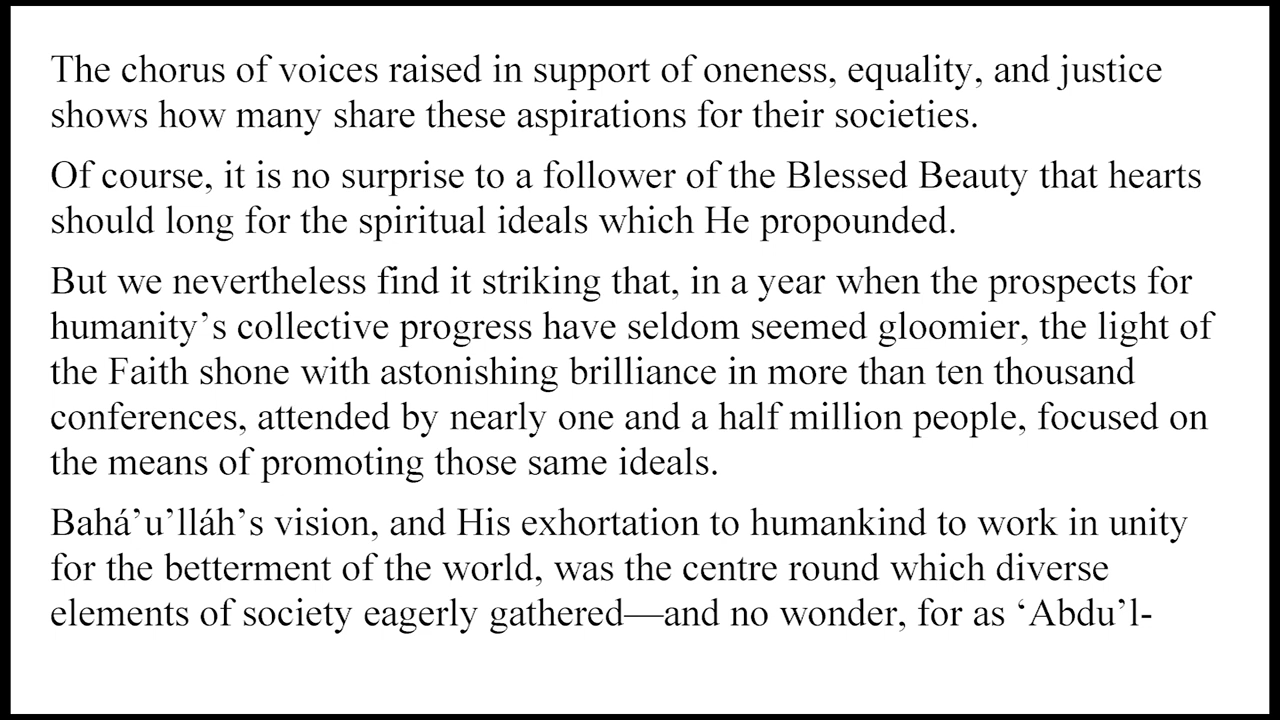 The chorus of voices raised in support of oneness, equality, and justice
shows how many share these aspirations for their societies.
Of course, it is no surprise to a follower of the Blessed Beauty that hearts
should long for the spiritual ideals which He propounded.
But we nevertheless find it striking that, in a year when the prospects for
humanity’s collective progress have seldom seemed gloomier, the light of
the Faith shone with astonishing brilliance in more than ten thousand
conferences, attended by nearly one and a half million people, focused on
the means of promoting those same ideals.
Bahá’u’lláh’s vision, and His exhortation to humankind to work in unity
for the betterment of the world, was the centre round which diverse
elements of society eagerly gathered—and no wonder, for as ‘Abdu’l-